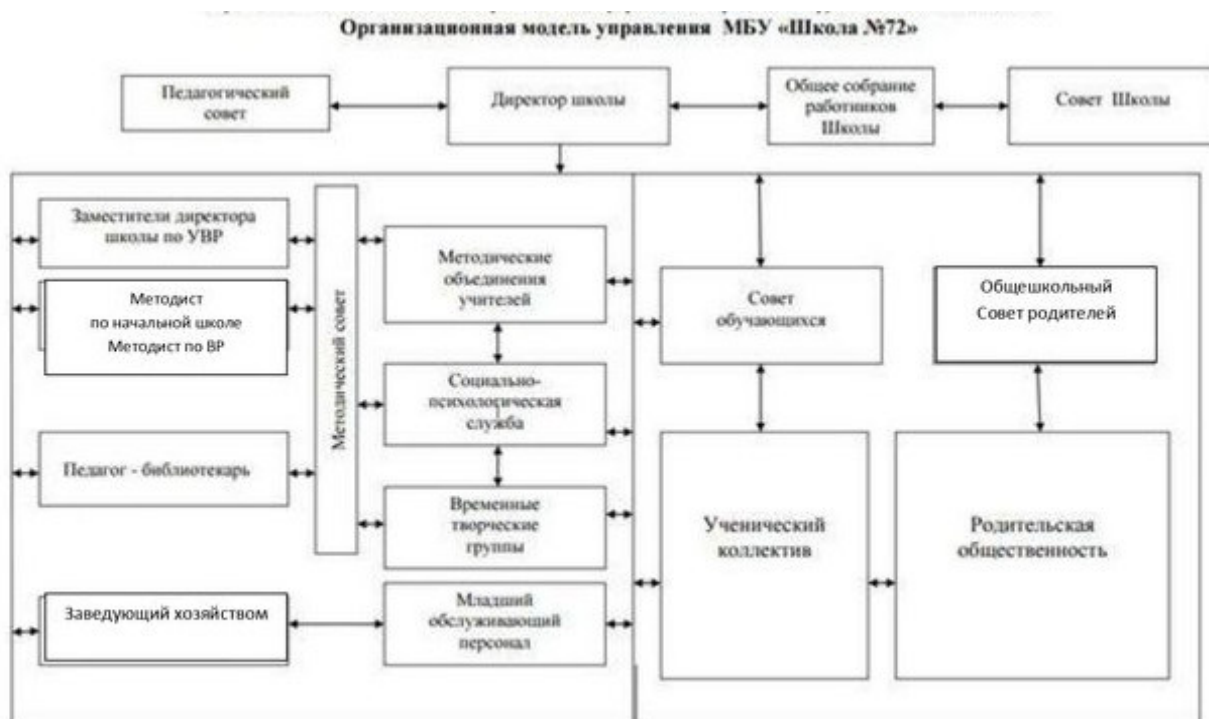 Организационная модель управления МБУ «Школа №72»
Педагогический
совет
Директор школы
Общее собрание
работников
Школы
Совет Школы
Заместители директора
школы по УВР
Методист
по начальной школе
Методист по ВР
Педагог - библиотекарь
Заведующий хозяйством
Методический совет
Методические
объединения
учителей
Социально-
психологическая
служба
Временные
творческие
группы
Младший
обслуживающий
персонал
Совет
обучающихся
Общешкольный
Совет родителей
Ученический
коллектив
Родительская
общественность